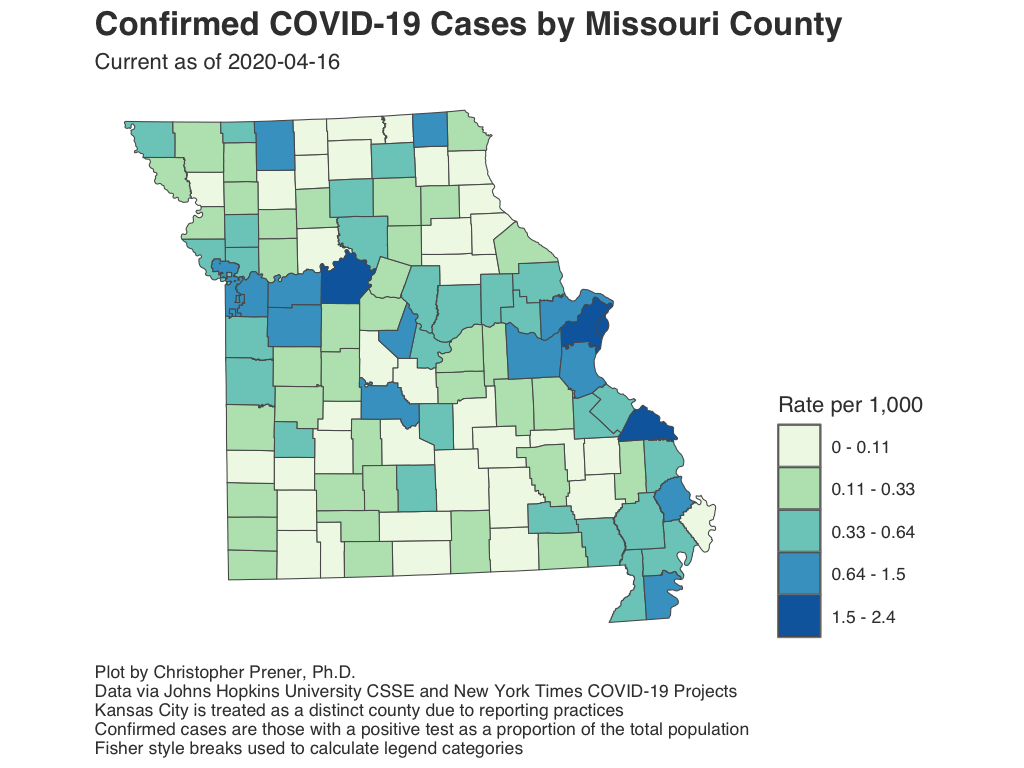 Confirmed COVID-19 Cases by Missouri County
Current as of 2020-04-16
Rate per 1,000
0 - 0.11
0.11 - 0.33
0.33 - 0.64
0.64 - 1.5
1.5 - 2.4
Plot by Christopher Prener, Ph.D.
Data via Johns Hopkins University CSSE and New York Times COVID-19 Projects
Kansas City is treated as a distinct county due to reporting practices
Confirmed cases are those with a positive test as a proportion of the total population
Fisher style breaks used to calculate legend categories